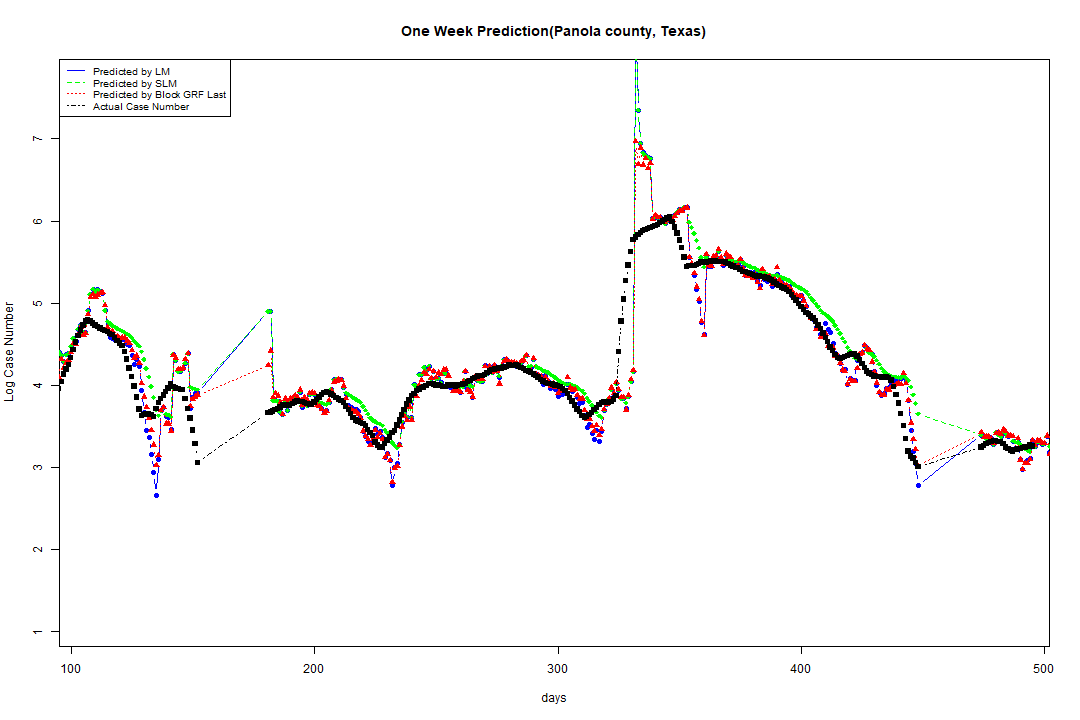 One Week Prediction(Panola county, Texas)
Predicted by LM
Predicted by SLM
Predicted by Block GRF Last
Actual Case Number
Log Case Number
7
6
5
4
3
2
1
100 200 300 400 500
days